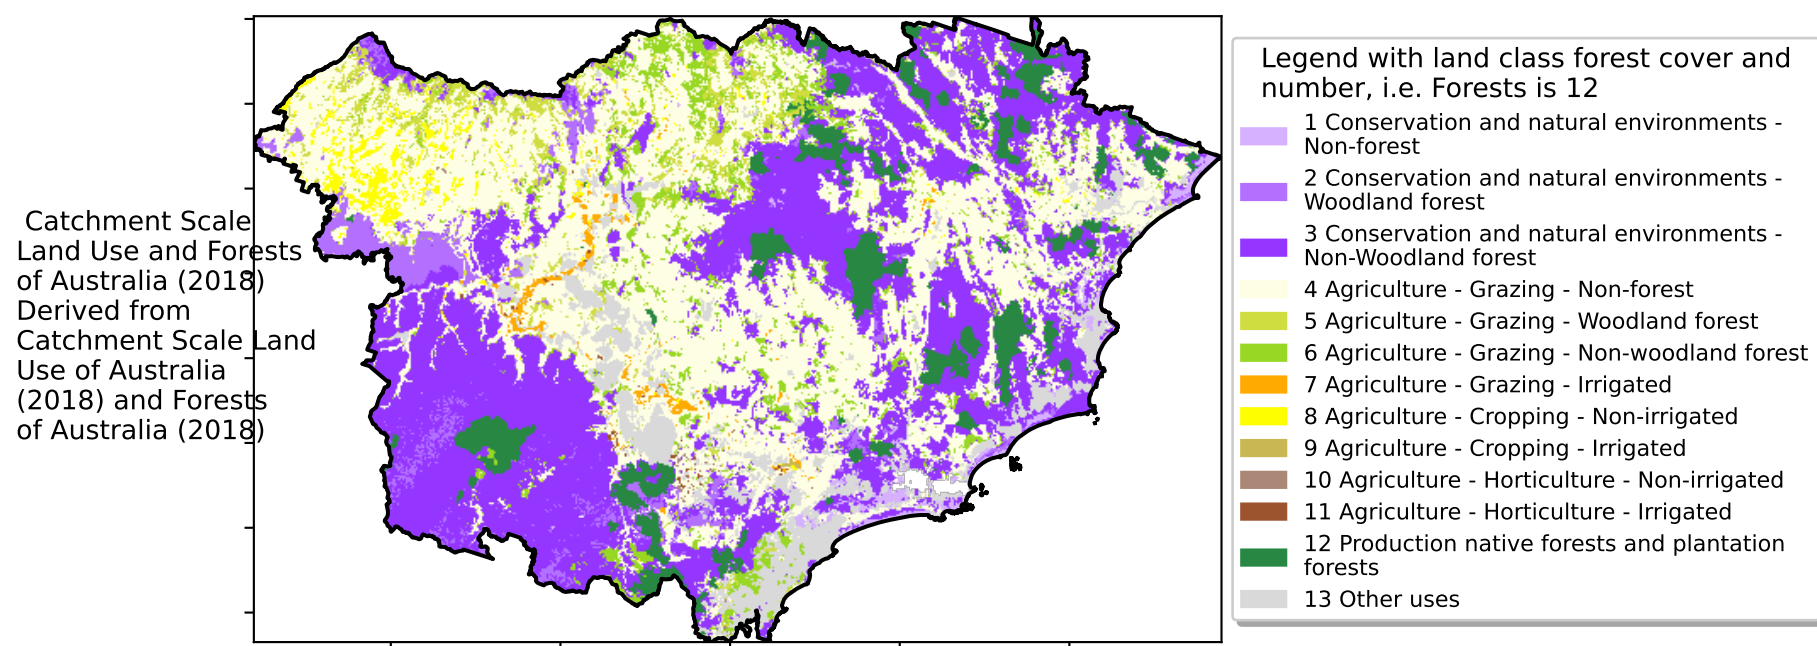 Catchment Scale
Land Use and Forests
of Australia (2018)
Derived from
Catchment Scale Land
Use of Australia
(2018) and Forests
of Australia (2018)
Legend with land class forest cover and
number, i.e. Forests is 12
1 Conservation and natural environments -
Non-forest
2 Conservation and natural environments -
Woodland forest
3 Conservation and natural environments -
Non-Woodland forest
4 Agriculture - Grazing - Non-forest
5 Agriculture - Grazing - Woodland forest
6 Agriculture - Grazing - Non-woodland forest
7 Agriculture - Grazing - Irrigated
8 Agriculture - Cropping - Non-irrigated
9 Agriculture - Cropping - Irrigated
10 Agriculture - Horticulture - Non-irrigated
11 Agriculture - Horticulture - Irrigated
12 Production native forests and plantation
forests
13 Other uses